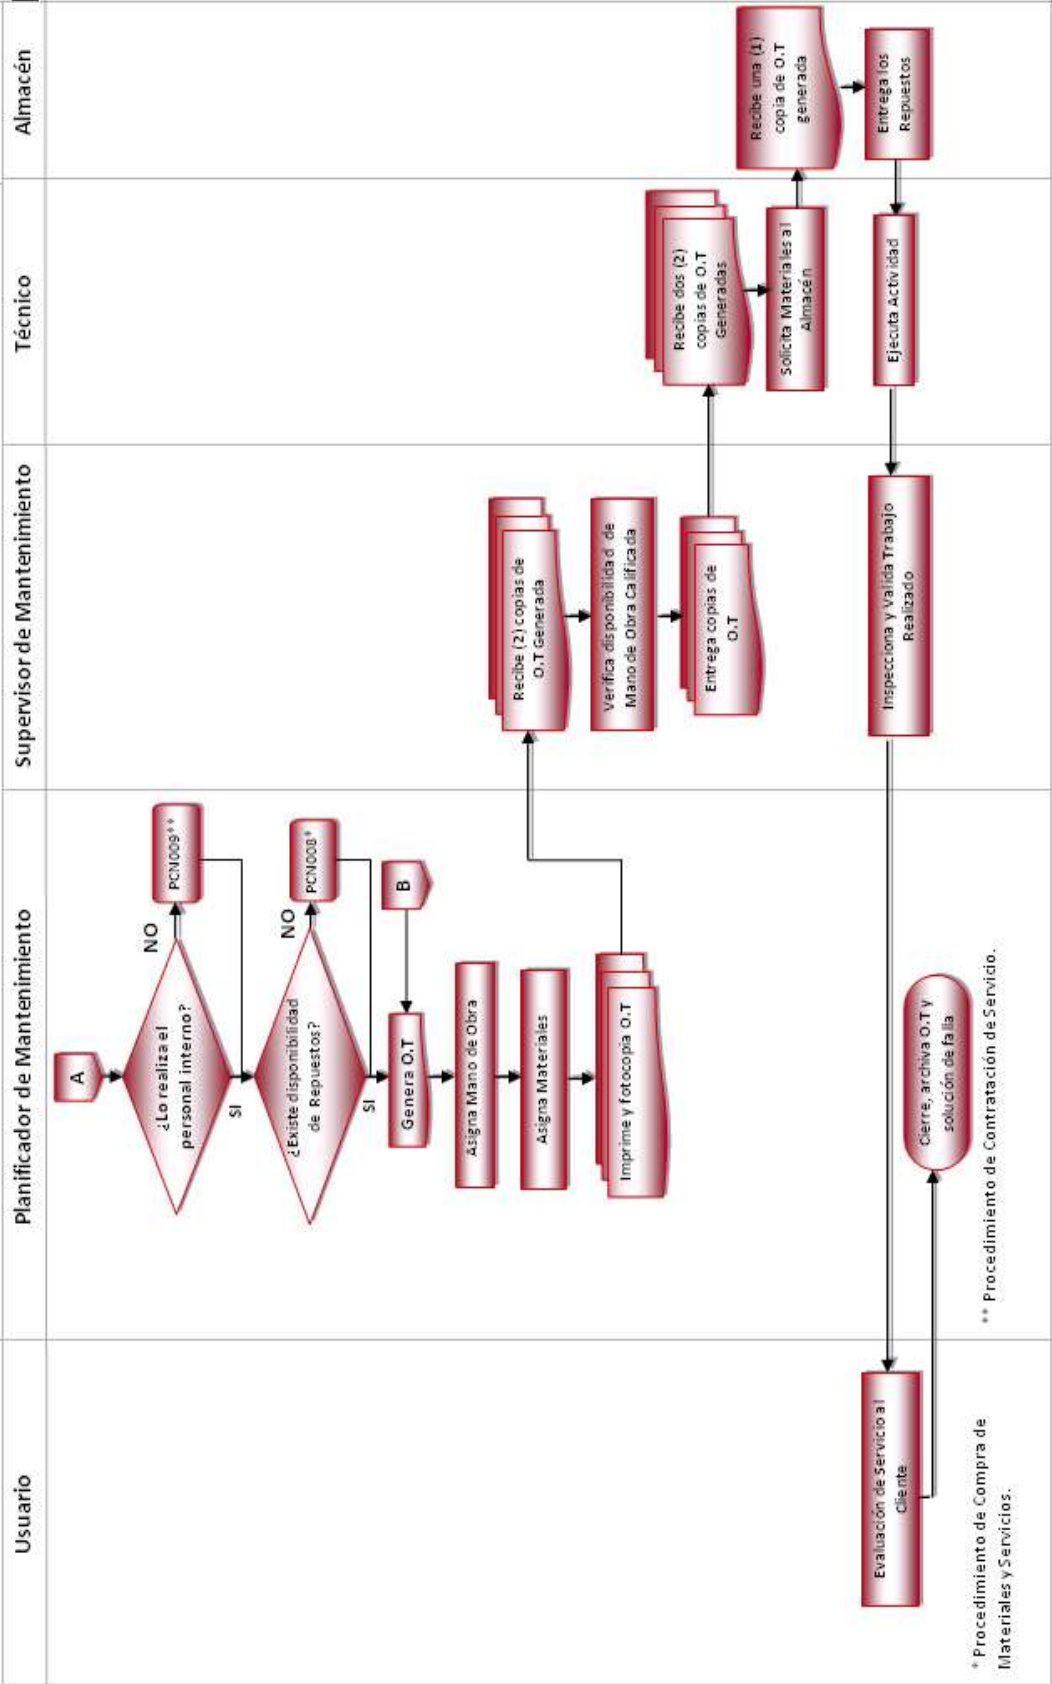 Usuario
Planificador de Mantenimiento
Supervisor de Mantenimiento
Técnico
Almacén
A
¿Lo realiza el
personal interno?
NO
PCN009**
SI
¿Existe disponibilidad
de Repuestos?
NO
PCN008*
SI
B
Genera O.T
Asigna Mano de Obra
Asigna Materiales
Imprime y fotocopia O.T
Recibe (2) copias de
O.T Generada
Verifica disponibilidad de
Mano de Obra Calificada
Entrega copias de
O.T
Recibe dos (2)
copias de O.T
Generadas
Solicita Materiales al
Almacén
Recibe una (1)
copia de O.T
generada
Entrega los
Repuestos
Ejecuta Actividad
Inspecciona y Valida Trabajo
Realizado
Evaluación de Servicio al
Cliente
Cierre, archiva O.T y
solución de falla
* Procedimiento de Compra de
Materiales y Servicios.
** Procedimiento de Contratación de Servicio.